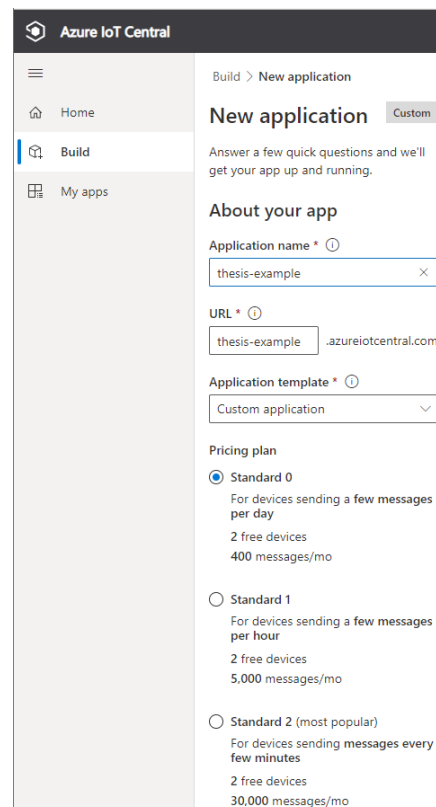 Azure IoT Central
Home
Build
My apps
Build > New application
New application Custom
Answer a few quick questions and we'll
get your app up and running.
About your app
Application name *
thesis-example
URL *
thesis-example .azureiotcentral.com
Application template *
Custom application
Pricing plan
Standard 0
For devices sending a few messages
per day
2 free devices
400 messages/mo
Standard 1
For devices sending a few messages
per hour
2 free devices
5,000 messages/mo
Standard 2 (most popular)
For devices sending messages every
few minutes
2 free devices
30,000 messages/mo